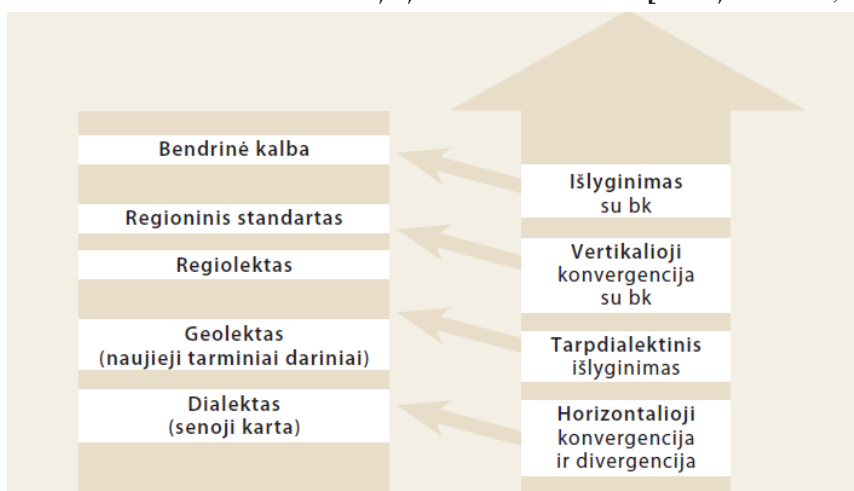 Bendrinė kalba
Regioninis standartas
Regiolektas
Geolektas
(naujieji tarminiai dariniai)
Dialektas
(senoji karta)
Išlyginimas
su bk
Vertikalioji
konvergencija
su bk
Tarpdialektinis
išlyginimas
Horizontalioji
konvergencija
ir divergencija